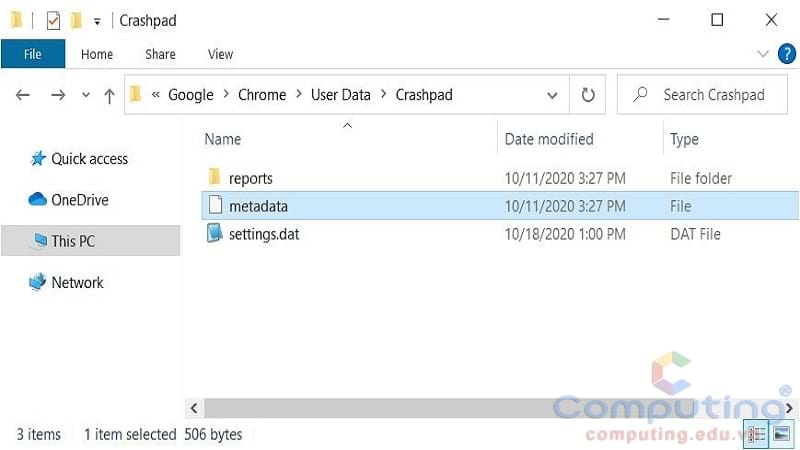 Crashpad
File Home Share View
« Google > Chrome > User Data > Crashpad
Search Crashpad
Name Date modified Type
Quick access
OneDrive
This PC
Network
reports 10/11/2020 3:27 PM File folder
metadata 10/11/2020 3:27 PM File
settings.dat 10/18/2020 1:00 PM DAT File
Computing®
computing.edu.v
3 items 1 item selected 506 bytes